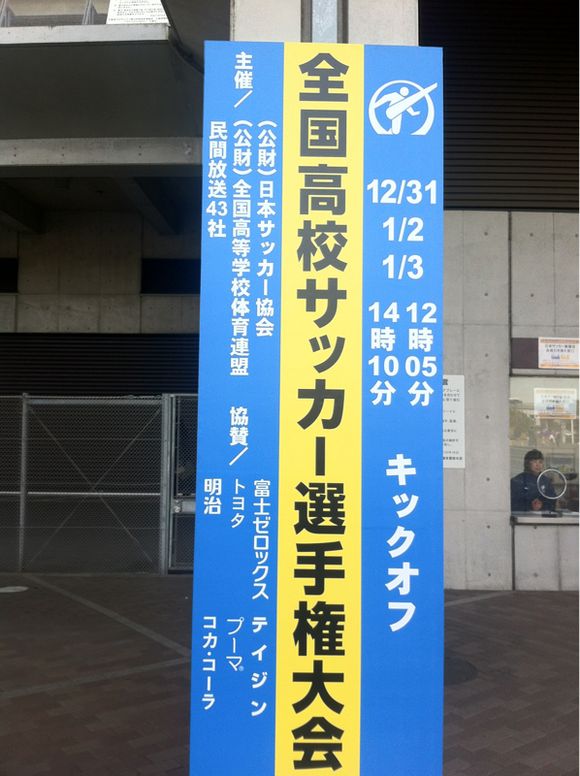 12/31
1/2
1/3
12時05分
14時10分
キックオフ
全国高校サッカー選手権大会
主催/
(公財)日本サッカー協会
(公財)全国高等学校体育連盟
民間放送43社
協賛/
富士ゼロックス
トヨタ
明治
テイジン
プーマ®
コカ・コーラ